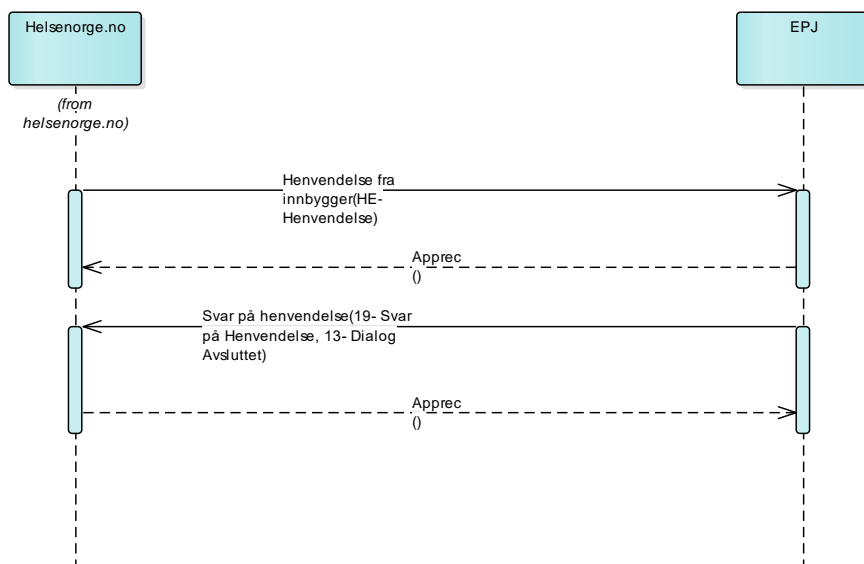 Helsenorge.no
EPJ
(from
helsenorge.no)
Henvendelse fra
innbygger(HE-
Henvendelse)
Apprec
()
Svar på henvendelse(19- Svar
på Henvendelse, 13- Dialog
Avsluttet)
Apprec
()